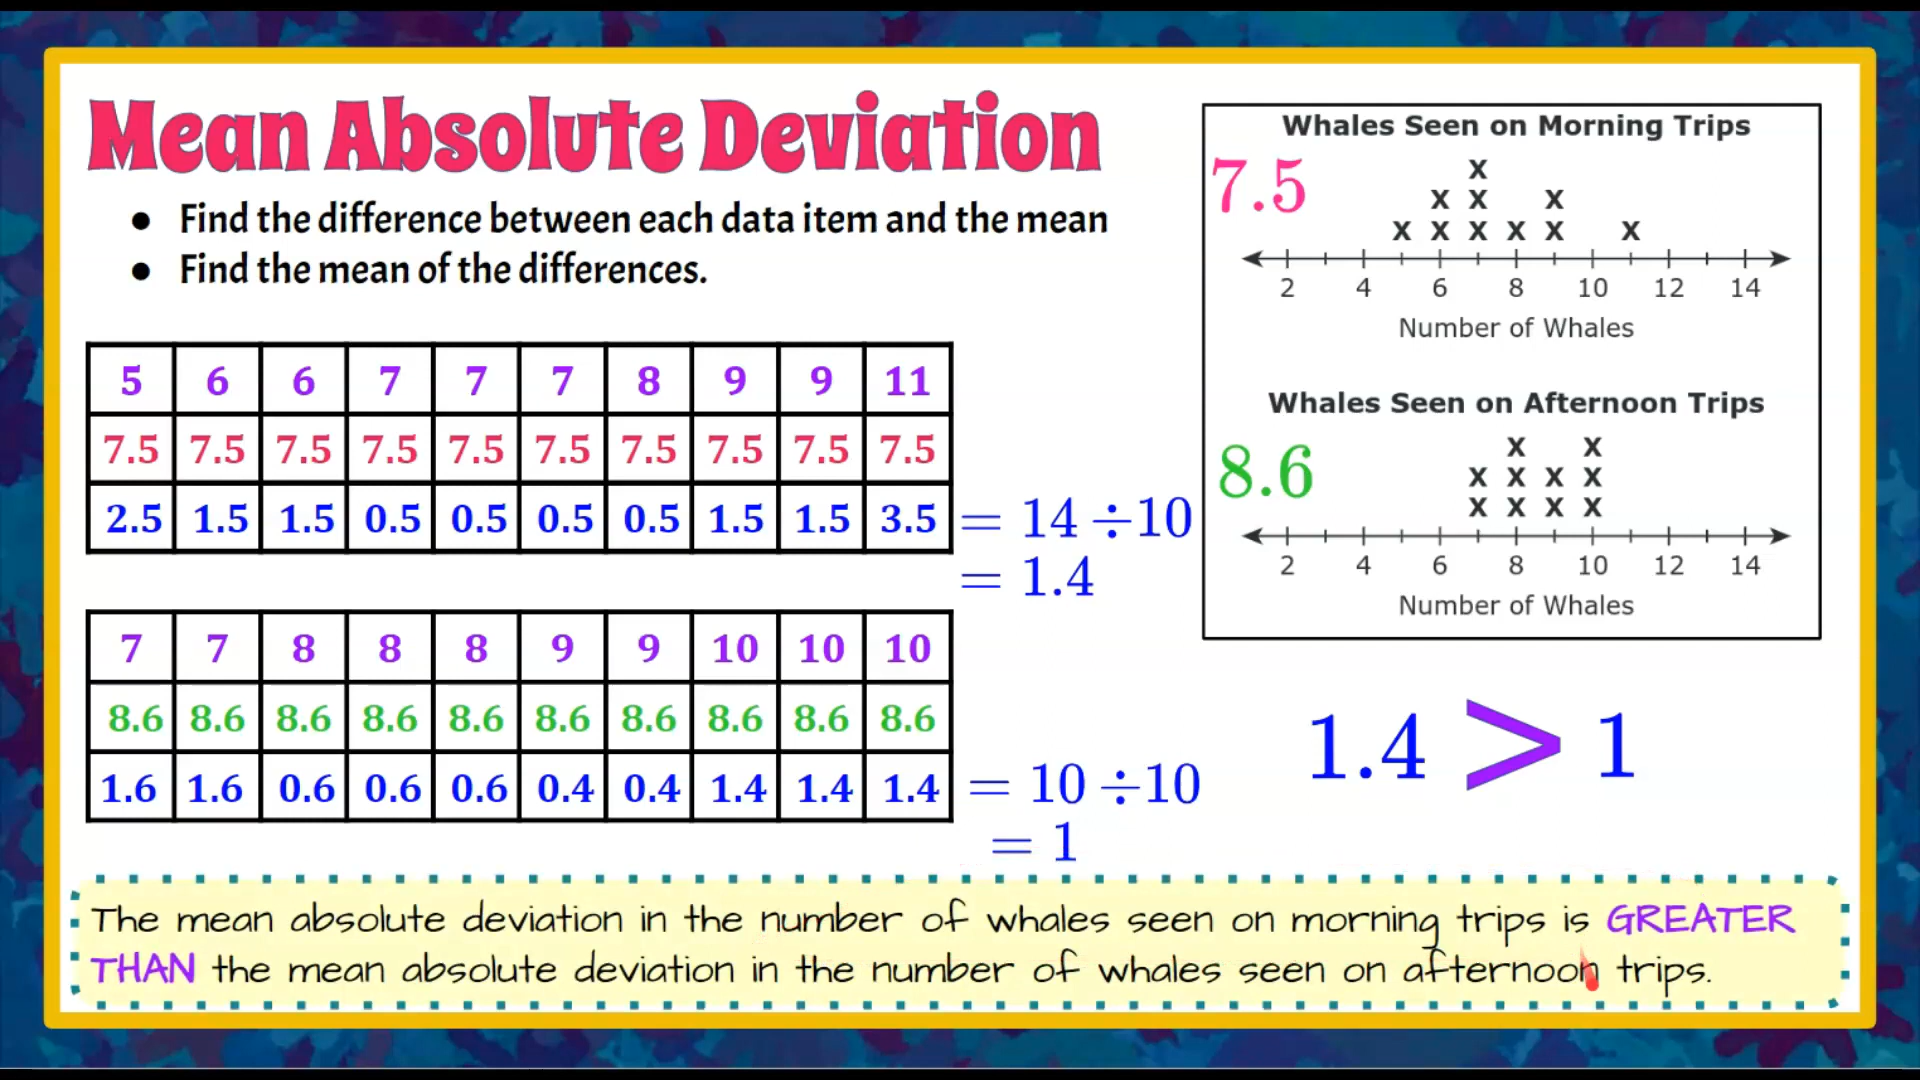 Mean Absolute Deviation
● Find the difference between each data item and the mean
● Find the mean of the differences.
5 6 6 7 7 7 8 9 9 11
7.5 7.5 7.5 7.5 7.5 7.5 7.5 7.5 7.5 7.5
2.5 1.5 1.5 0.5 0.5 0.5 0.5 1.5 1.5 3.5 = 14 ÷10
= 1.4
7 7 8 8 8 9 9 10 10 10
8.6 8.6 8.6 8.6 8.6 8.6 8.6 8.6 8.6 8.6
1.6 1.6 0.6 0.6 0.6 0.4 0.4 1.4 1.4 1.4 = 10 ÷10
= 1
Whales Seen on Morning Trips
7.5
x
x x x
x x x x x x
2 4 6 8 10 12 14
Number of Whales
Whales Seen on Afternoon Trips
8.6
x x
x x x x
x x x x
2 4 6 8 10 12 14
Number of Whales
1.4 > 1
The mean absolute deviation in the number of whales seen on morning trips is GREATER
THAN the mean absolute deviation in the number of whales seen on afternoon trips.